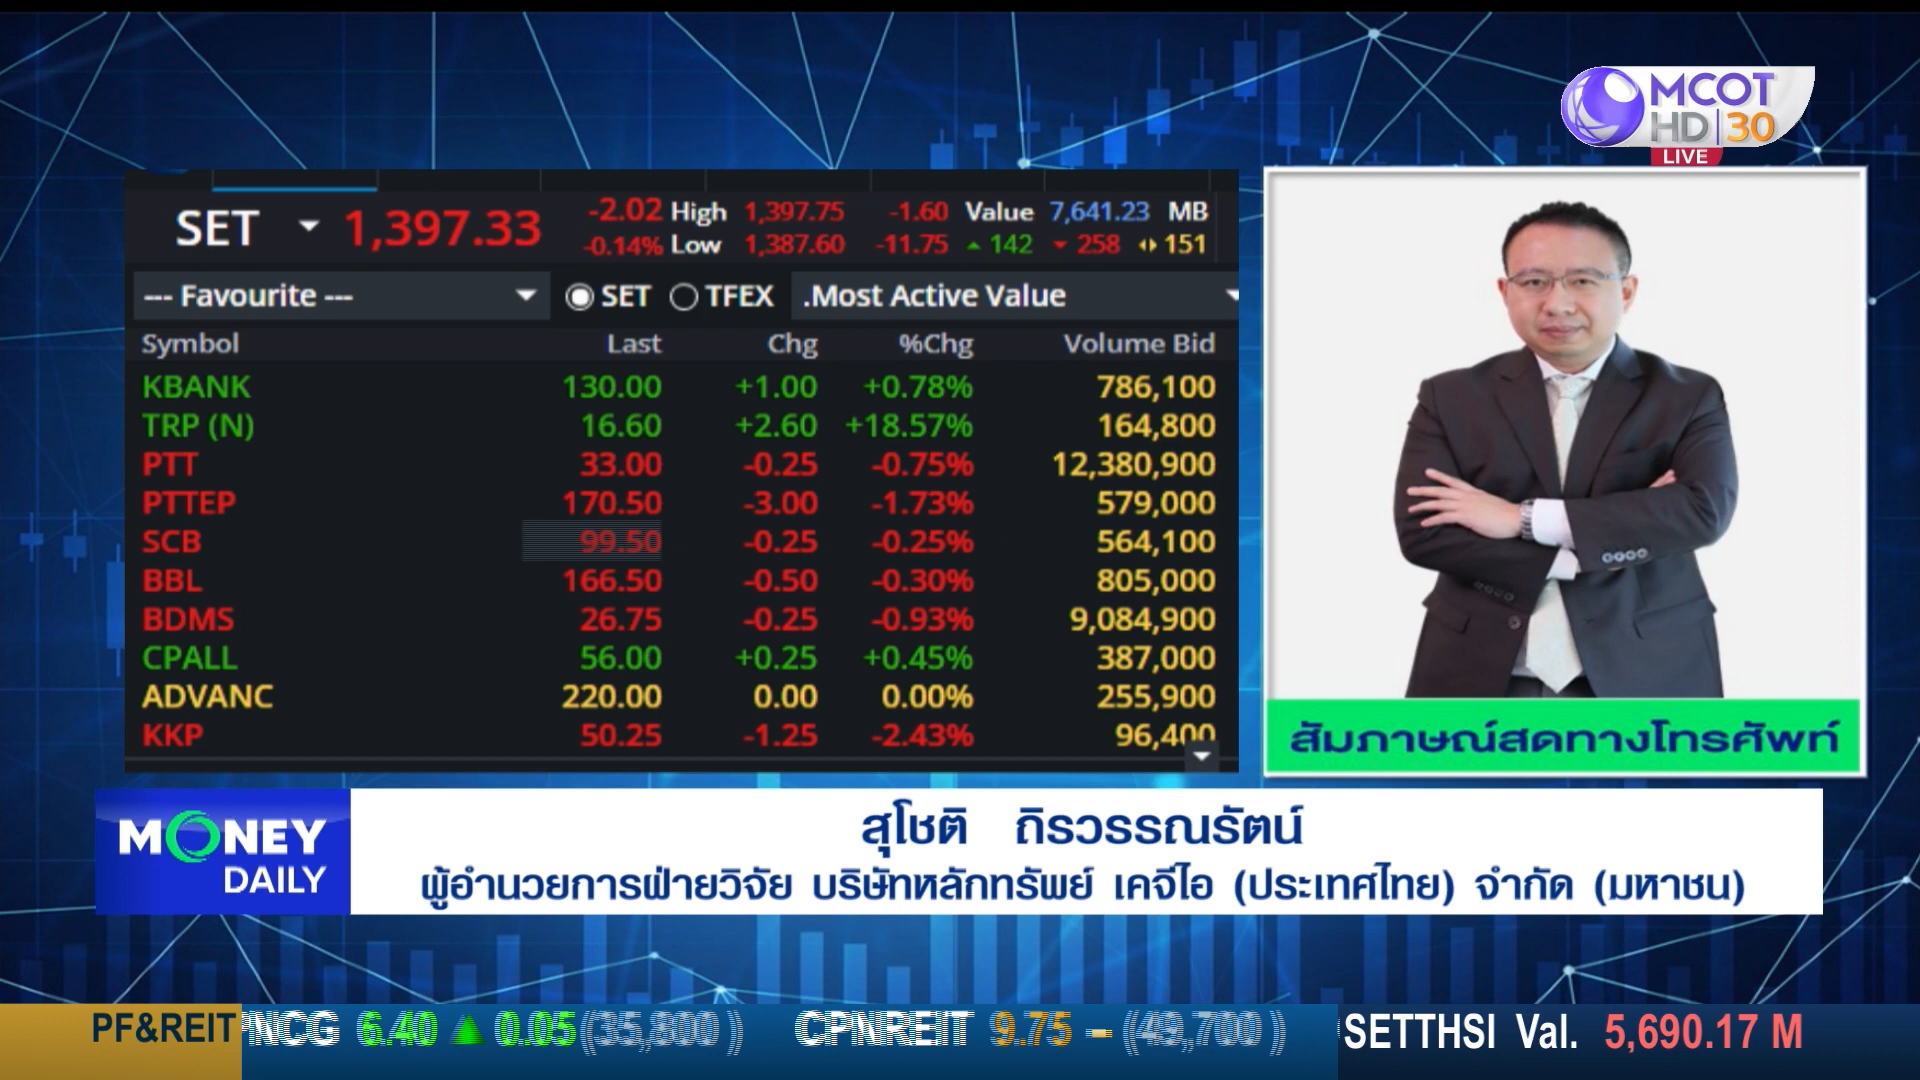 MCOT
HD 30
LIVE
SET 1,397.33 -2.02 High 1,397.75 -1.60 Value 7,641.23 MB
-0.14% Low 1,387.60 -11.75 142 258 151
--- Favourite --- SET TFEX .Most Active Value
Symbol Last Chg %Chg Volume Bid
KBANK 130.00 +1.00 +0.78% 786,100
TRP (N) 16.60 +2.60 +18.57% 164,800
PTT 33.00 -0.25 -0.75% 12,380,900
PTTEP 170.50 -3.00 -1.73% 579,000
SCB 99.50 -0.25 -0.25% 564,100
BBL 166.50 -0.50 -0.30% 805,000
BDMS 26.75 -0.25 -0.93% 9,084,900
CPALL 56.00 +0.25 +0.45% 387,000
ADVANC 220.00 0.00 0.00% 255,900
KKP 50.25 -1.25 -2.43% 96,400
สัมภาษณ์สดทางโทรศัพท์
MONEY
DAILY
สุโชติ ถิรวรรณรัตน์
ผู้อำนวยการฝ่ายวิจัย บริษัทหลักทรัพย์ เคจีไอ (ประเทศไทย) จำกัด (มหาชน)
PF&REIT NCG 6.40 ▲ 0.05 (35,800) CPNREIT 9.75 – (49,700) SETTHSI Val. 5,690.17 M